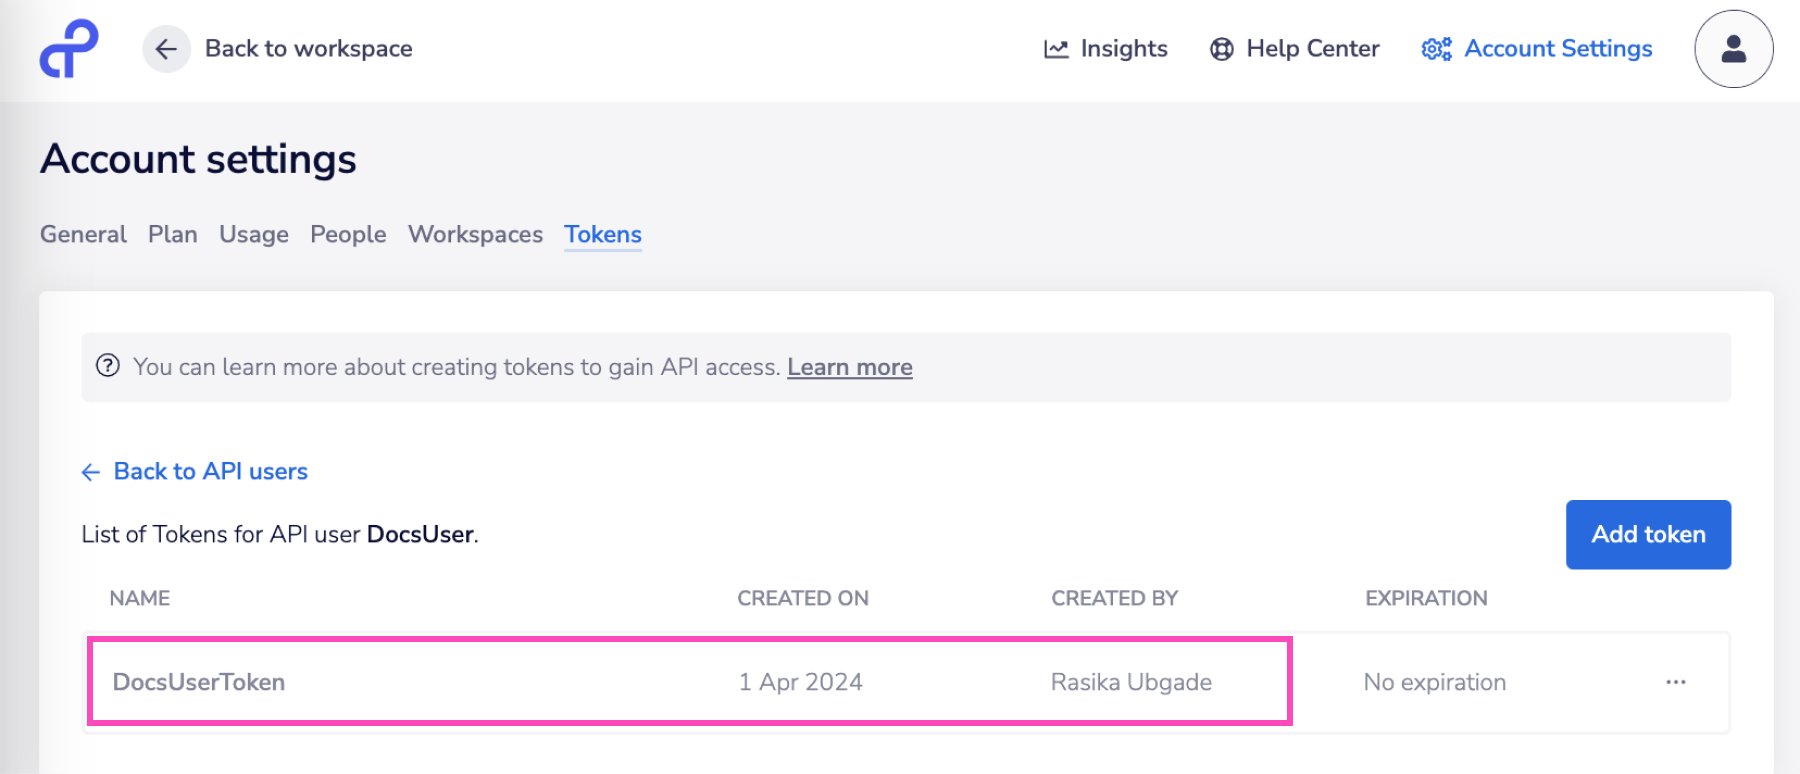 Back to workspace
Insights
Help Center
Account Settings
Account settings
General Plan Usage People Workspaces Tokens
You can learn more about creating tokens to gain API access. Learn more
Back to API users
List of Tokens for API user DocsUser.
Add token
NAME CREATED ON CREATED BY EXPIRATION
DocsUserToken 1 Apr 2024 Rasika Ubgade No expiration